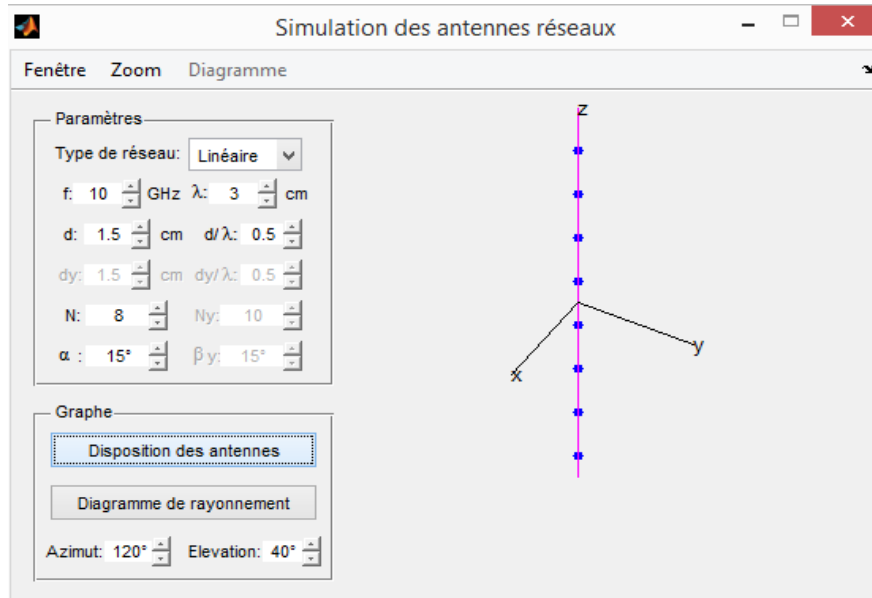 Simulation des antennes réseaux
Fenêtre Zoom Diagramme
Paramètres
Type de réseau: Linéaire
f: 10 GHz λ: 3 cm
d: 1.5 cm d/λ: 0.5
dy: 1.5 cm dy/λ: 0.5
N: 8 Ny: 10
α : 15° βy: 15°
Graphe
Disposition des antennes
Diagramme de rayonnement
Azimut: 120° Elevation: 40°
z
y
x